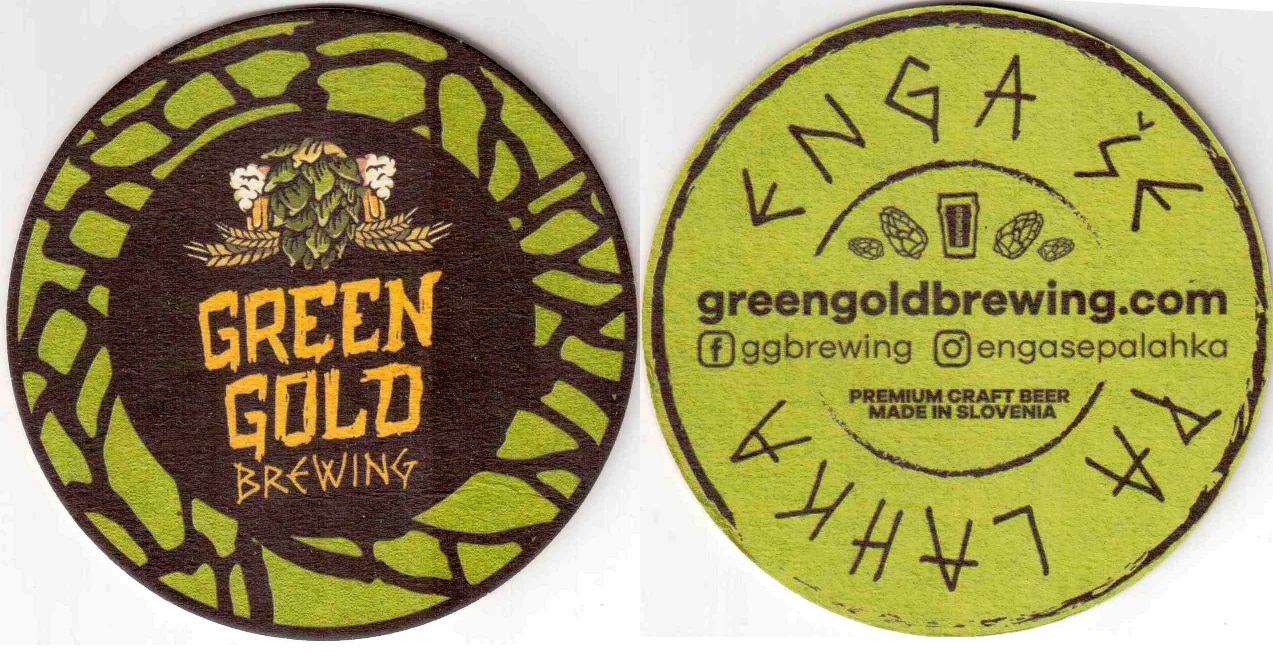 GREEN
GOLD
BREWING
ENGA ŠE PA LAHKA
greengoldbrewing.com
ggbrewing engasepalahka
PREMIUM CRAFT BEER
MADE IN SLOVENIA